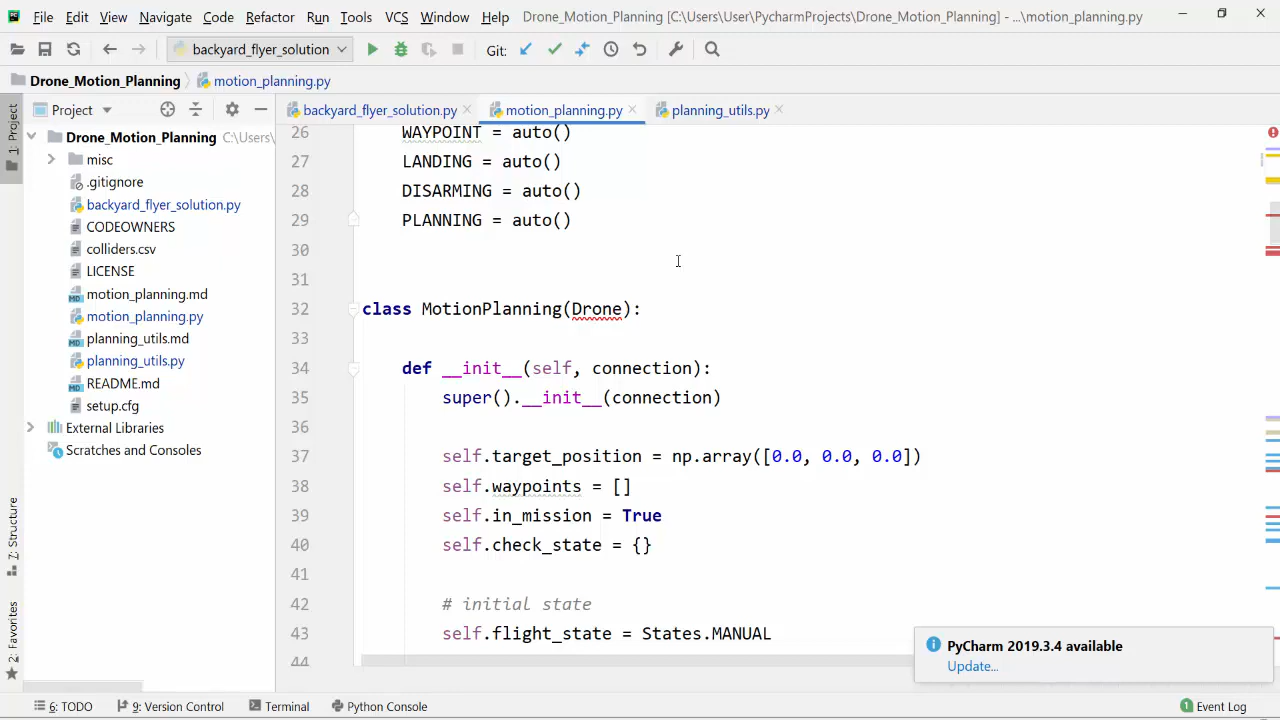 File Edit View Navigate Code Refactor Run Tools VCS Window Help Drone_Motion_Planning [C:\Users\User\PycharmProjects\Drone_Motion_Planning] - ...\motion_planning.py
backyard_flyer_solution Git:
Drone_Motion_Planning motion_planning.py
Project backyard_flyer_solution.py motion_planning.py planning_utils.py
1: Project
7: Structure
2: Favorites
Drone_Motion_Planning C:\Users\
misc
.gitignore
backyard_flyer_solution.py
CODEOWNERS
colliders.csv
LICENSE
motion_planning.md
motion_planning.py
planning_utils.md
planning_utils.py
README.md
setup.cfg
External Libraries
Scratches and Consoles
26 WAYPOINT = auto()
27 LANDING = auto()
28 DISARMING = auto()
29 PLANNING = auto()
30
31
32 class MotionPlanning(Drone):
33
34 def __init__(self, connection):
35 super().__init__(connection)
36
37 self.target_position = np.array([0.0, 0.0, 0.0])
38 self.waypoints = []
39 self.in_mission = True
40 self.check_state = {}
41
42 # initial state
43 self.flight_state = States.MANUAL
44
PyCharm 2019.3.4 available
Update...
6: TODO 9: Version Control Terminal Python Console 1 Event Log